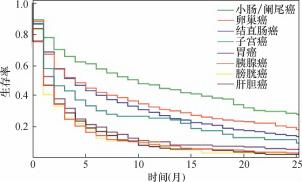 1.0
0.8
0.6
0.4
0.2
生存率
0
5
10
15
20
25
时间(月)
小肠/阑尾癌
卵巢癌
结直肠癌
子宫癌
胃癌
胰腺癌
膀胱癌
肝胆癌